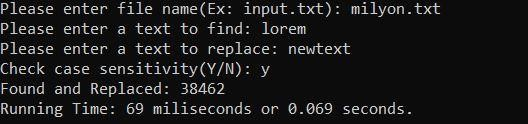 Please enter file name(Ex: input.txt): milyon.txt
Please enter a text to find: lorem
Please enter a text to replace: newtext
Check case sensitivity(Y/N): y
Found and Replaced: 38462
Running Time: 69 miliseconds or 0.069 seconds.